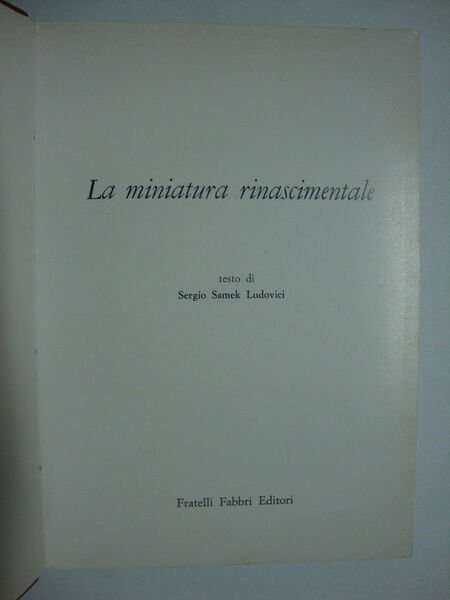 La miniatura rinascimentale
testo di
Sergio Samek Ludovici
Fratelli Fabbri Editori